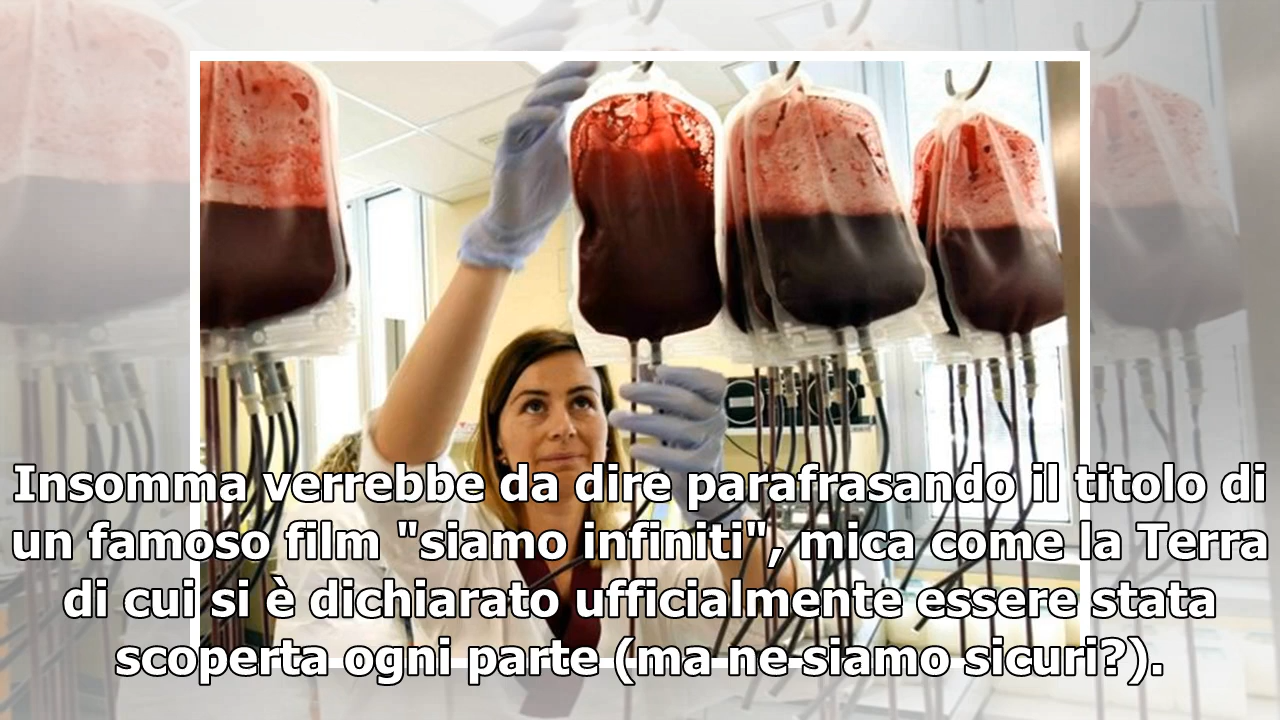 Insomma verrebbe da dire parafrasando il titolo di
un famoso film "siamo infiniti", mica come la Terra
di cui si è dichiarato ufficialmente essere stata
scoperta ogni parte (ma ne siamo sicuri?).